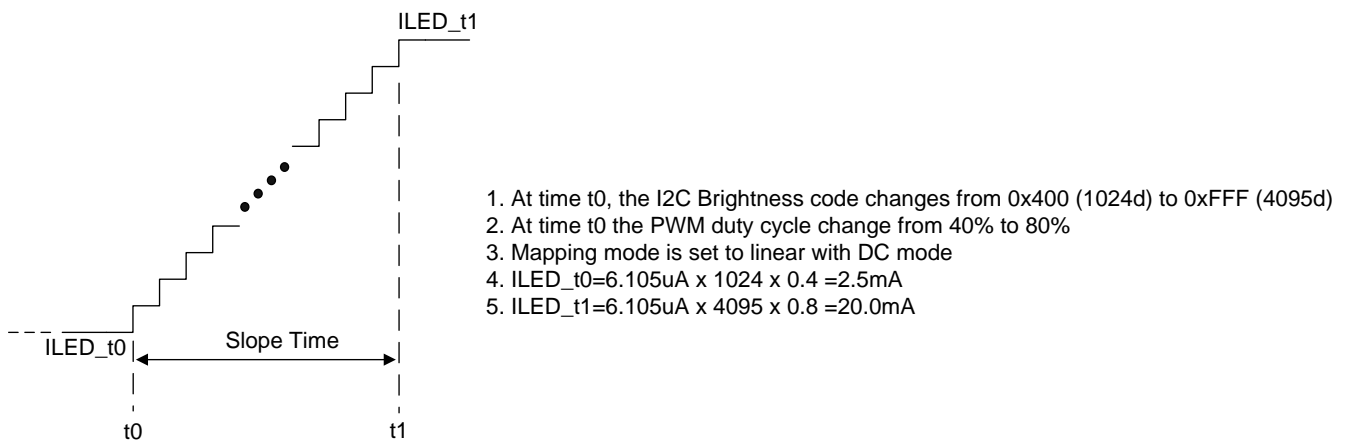 ILED_t1
1. At time t0, the I2C Brightness code changes from 0x400 (1024d) to 0xFFF (4095d)
2. At time t0 the PWM duty cycle change from 40% to 80%
3. Mapping mode is set to linear with DC mode
4. ILED_t0=6.105uA x 1024 x 0.4 =2.5mA
5. ILED_t1=6.105uA x 4095 x 0.8 =20.0mA
ILED_t0
Slope Time
t0
t1